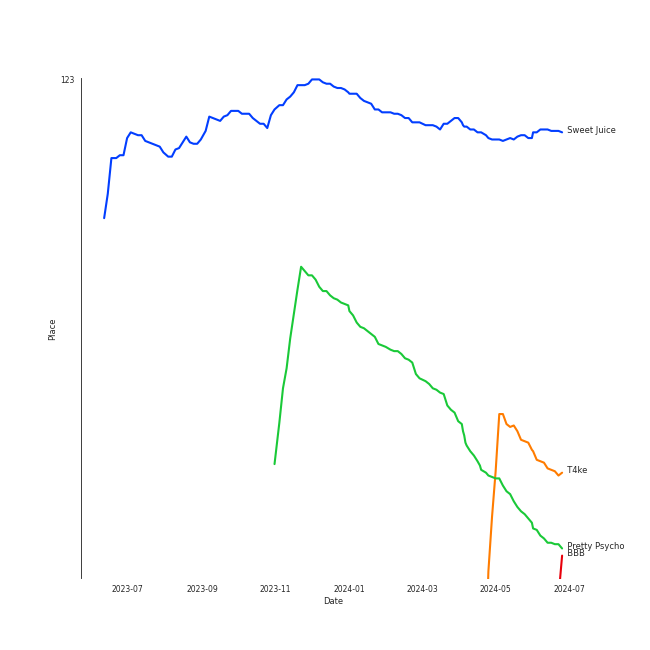 123
Sweet Juice
Place
T4ke
Pretty Psycho
BBB
2023-07
2023-09
2023-11
2024-01
2024-03
2024-05
2024-07
Date